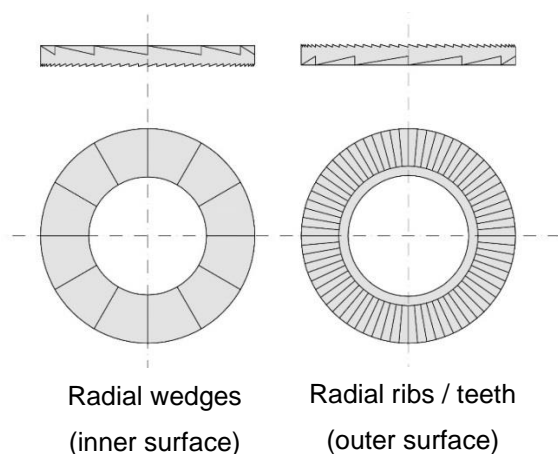 Radial wedges
(inner surface)
Radial ribs / teeth
(outer surface)